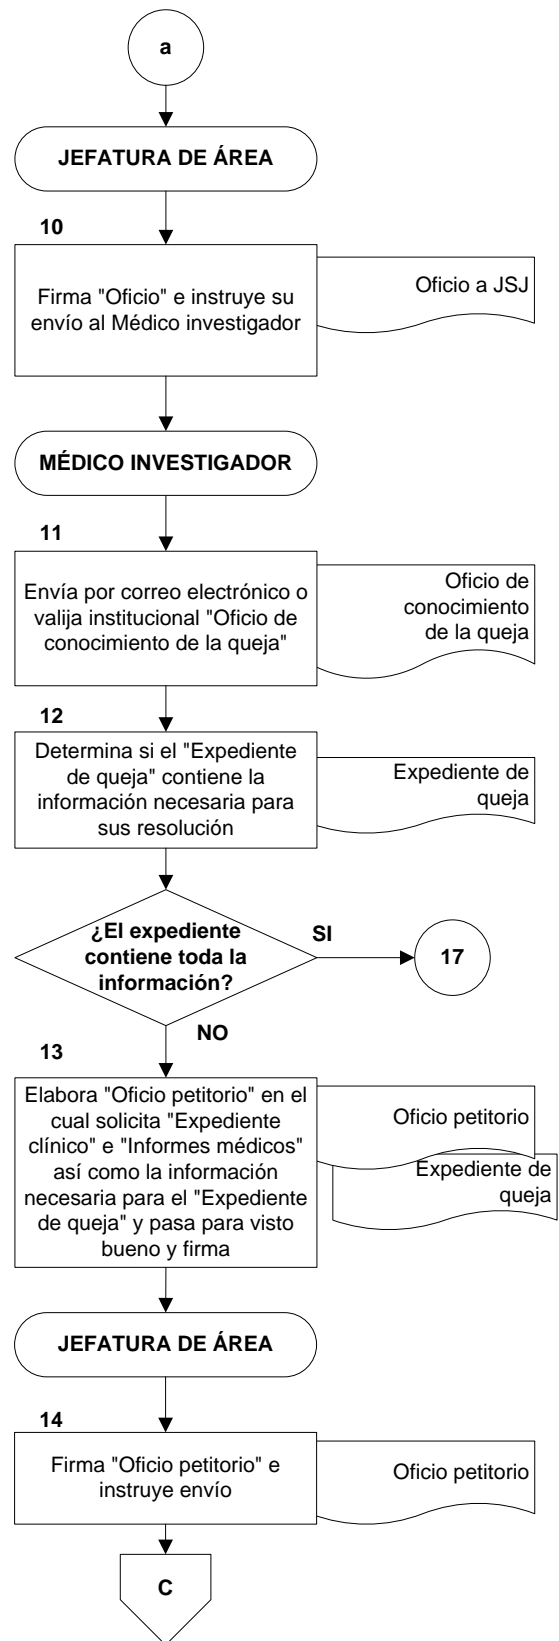 a
JEFATURA DE ÁREA
10
Firma "Oficio" e instruye su
envío al Médico investigador
Oficio a JSJ
MÉDICO INVESTIGADOR
11
Envía por correo electrónico o
valija institucional "Oficio de
conocimiento de la queja"
Oficio de
conocimiento
de la queja
12
Determina si el "Expediente
de queja" contiene la
información necesaria para
sus resolución
Expediente de
queja
¿El expediente
contiene toda la
información?
SI
17
NO
13
Elabora "Oficio petitorio" en el
cual solicita "Expediente
clínico" e "Informes médicos"
así como la información
necesaria para el "Expediente
de queja" y pasa para visto
bueno y firma
Oficio petitorio
Expediente de
queja
JEFATURA DE ÁREA
14
Firma "Oficio petitorio" e
instruye envío
Oficio petitorio
C